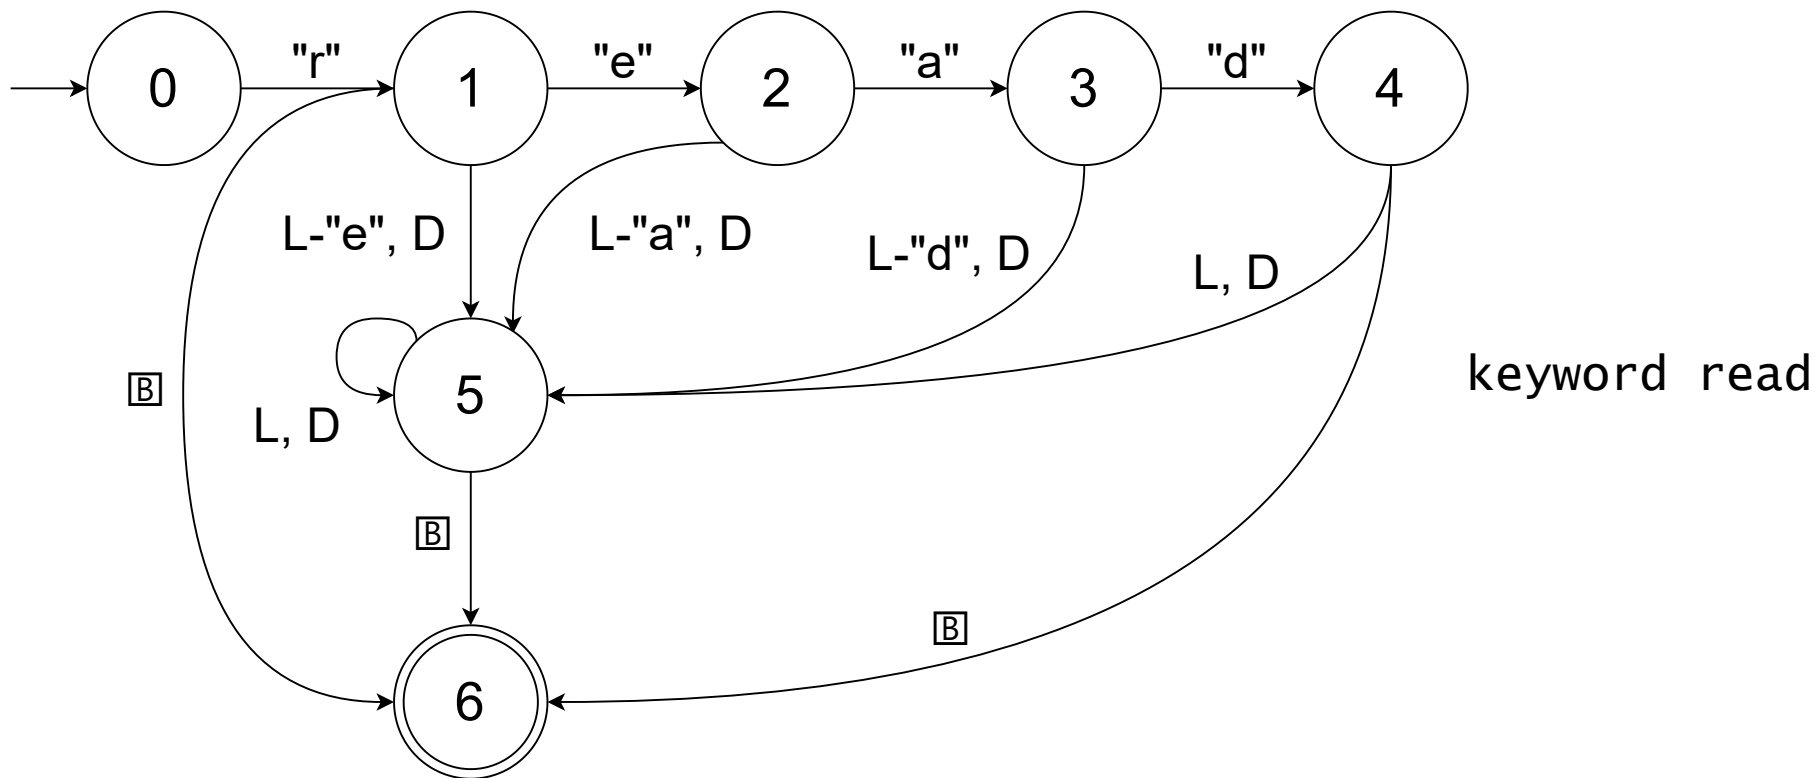 "r" "e" "a" "d"
0 1 2 3 4
L-"e", D L-"a", D L-"d", D L, D
5
L, D
keyword read
🄱
🄱
🄱
6